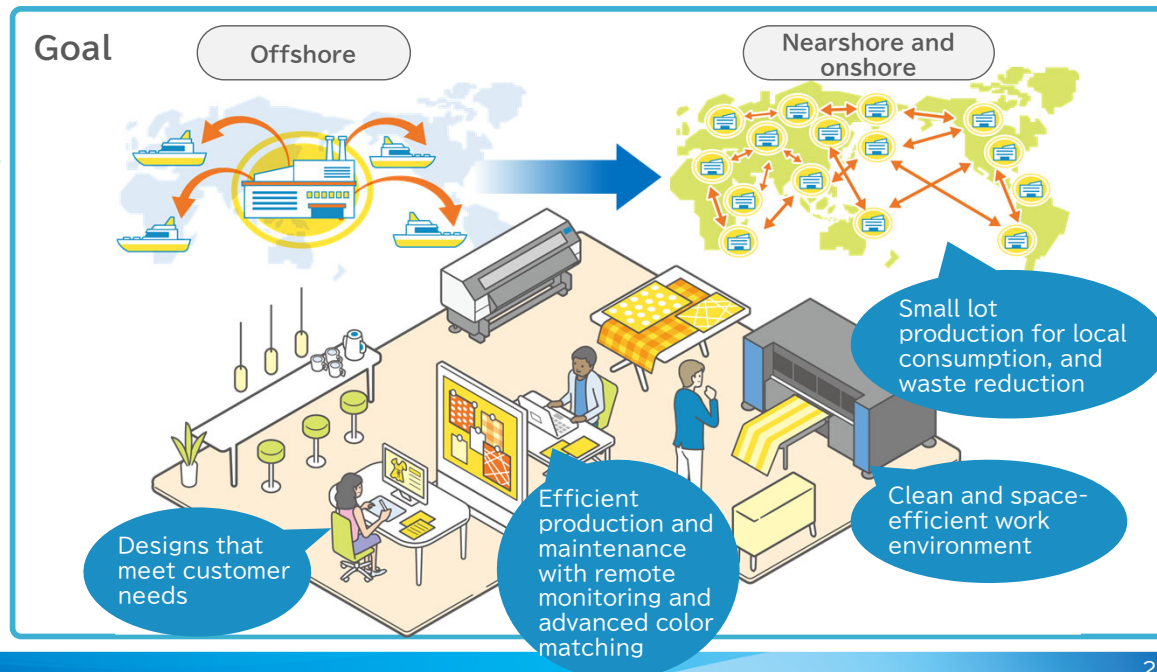 Goal
Offshore
Nearshore and
onshore
Small lot
production for local
consumption, and
waste reduction
Clean and space-
efficient work
environment
Efficient
production and
maintenance
with remote
monitoring and
advanced color
matching
Designs that
meet customer
needs
2